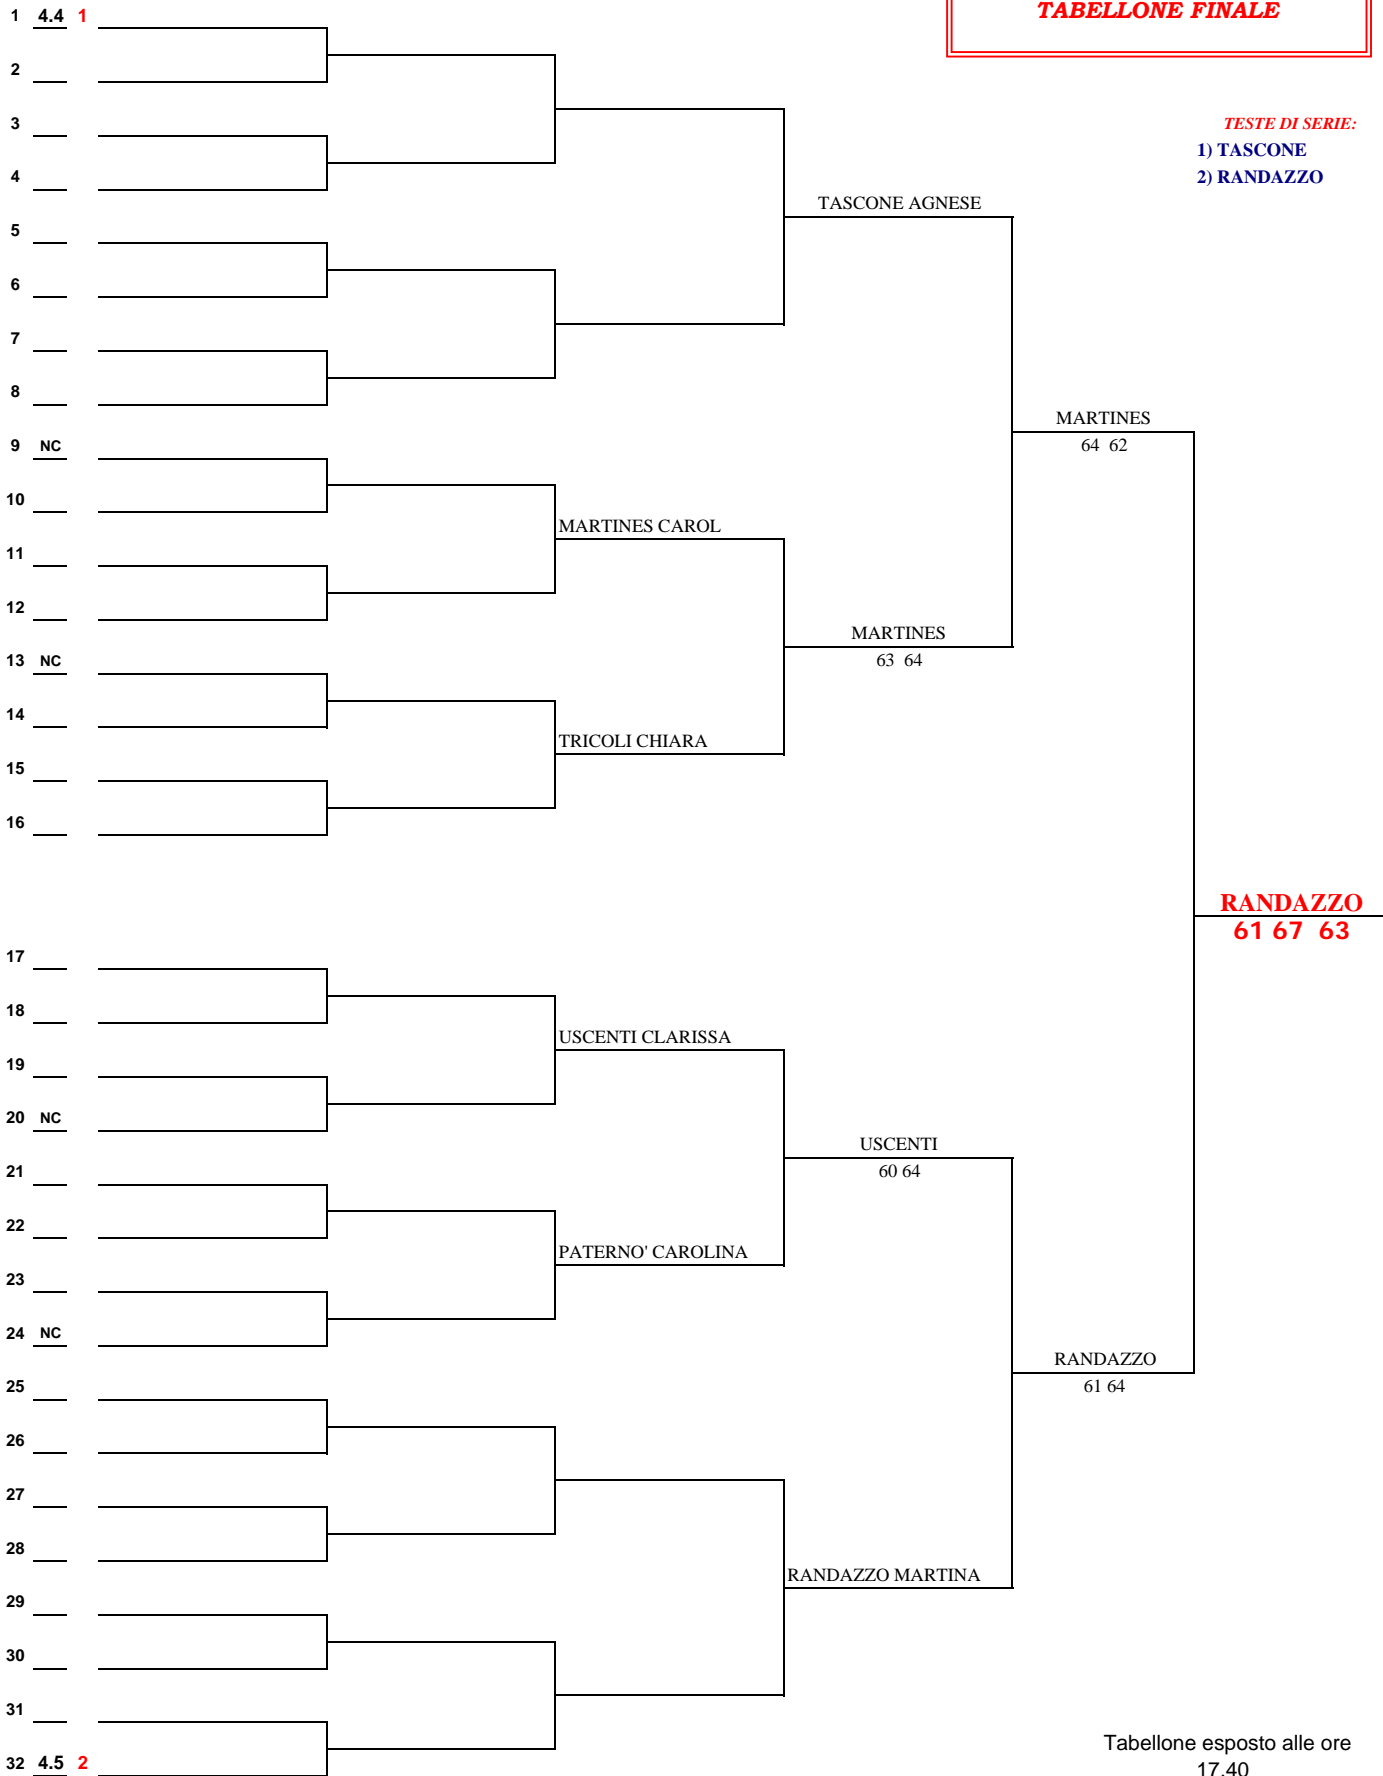 1 4.4 1
TABELLONE FINALE
2
3
TESTE DI SERIE:
1) TASCONE
4
2) RANDAZZO
TASCONE AGNESE
5
6
7
8
MARTINES
9 NC
64 62
10
MARTINES CAROL
11
12
MARTINES
13 NC
63 64
14
TRICOLI CHIARA
15
16
RANDAZZO
61 67 63
17
18
USCENTI CLARISSA
19
20 NC
USCENTI
21
60 64
22
PATERNO' CAROLINA
23
24 NC
RANDAZZO
25
61 64
26
27
28
RANDAZZO MARTINA
29
30
31
Tabellone esposto alle ore
32 4.5 2
17.40